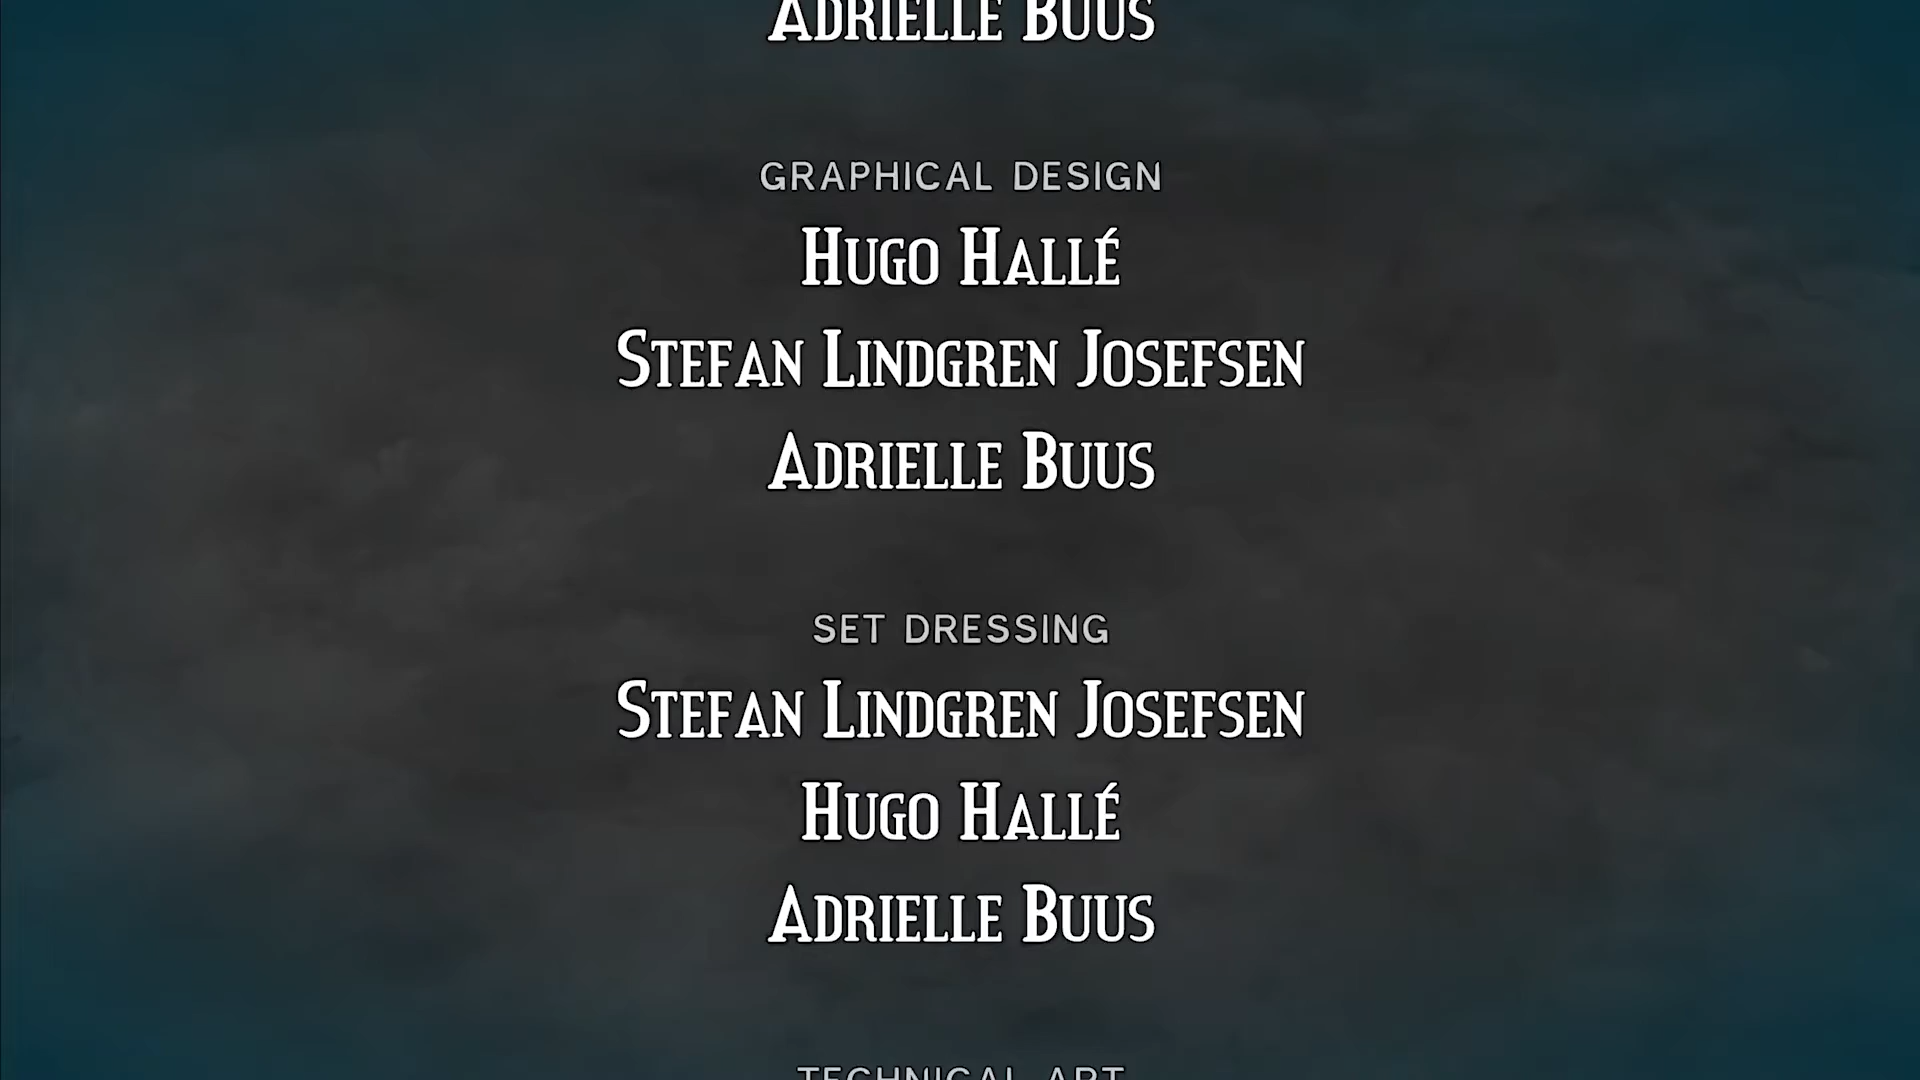 Adrielle Buus
GRAPHICAL DESIGN
Hugo Hallé
Stefan Lindgren Josefsen
Adrielle Buus
SET DRESSING
Stefan Lindgren Josefsen
Hugo Hallé
Adrielle Buus
TECHNICAL ART